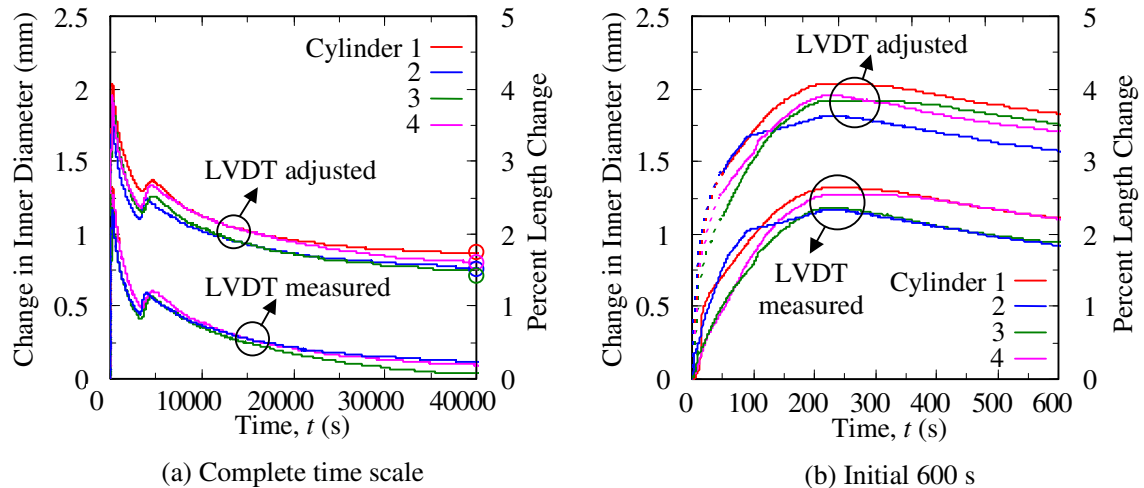 Change in Inner Diameter (mm)
2.5
2
1.5
1
0.5
0
5
4
3
2
1
0
Percent Length Change
Cylinder 1
2
3
4
LVDT adjusted
LVDT measured
0 10000 20000 30000 40000
Time, t (s)
(a) Complete time scale
Change in Inner Diameter (mm)
2.5
2
1.5
1
0.5
0
5
4
3
2
1
0
Percent Length Change
LVDT adjusted
LVDT
measured
Cylinder 1
2
3
4
0 100 200 300 400 500 600
Time, t (s)
(b) Initial 600 s